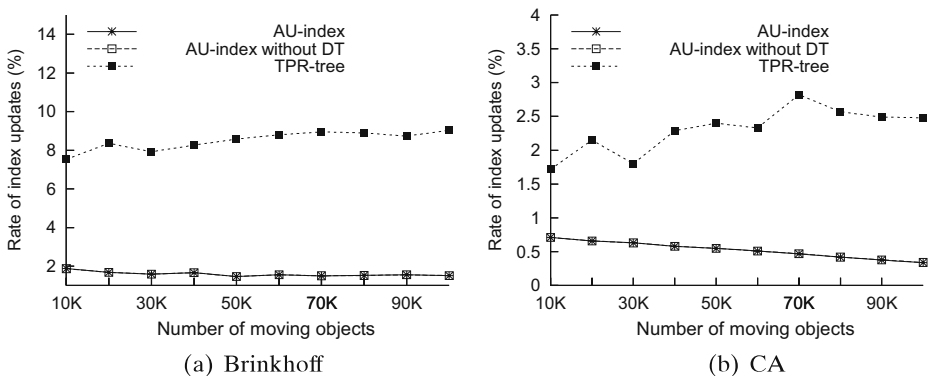 AU-index
AU-index without DT
TPR-tree
Rate of index updates (%)
14
12
10
8
6
4
2
10K 30K 50K 70K 90K
Number of moving objects
(a) Brinkhoff
AU-index
AU-index without DT
TPR-tree
Rate of index updates (%)
4
3.5
3
2.5
2
1.5
1
0.5
0
10K 30K 50K 70K 90K
Number of moving objects
(b) CA